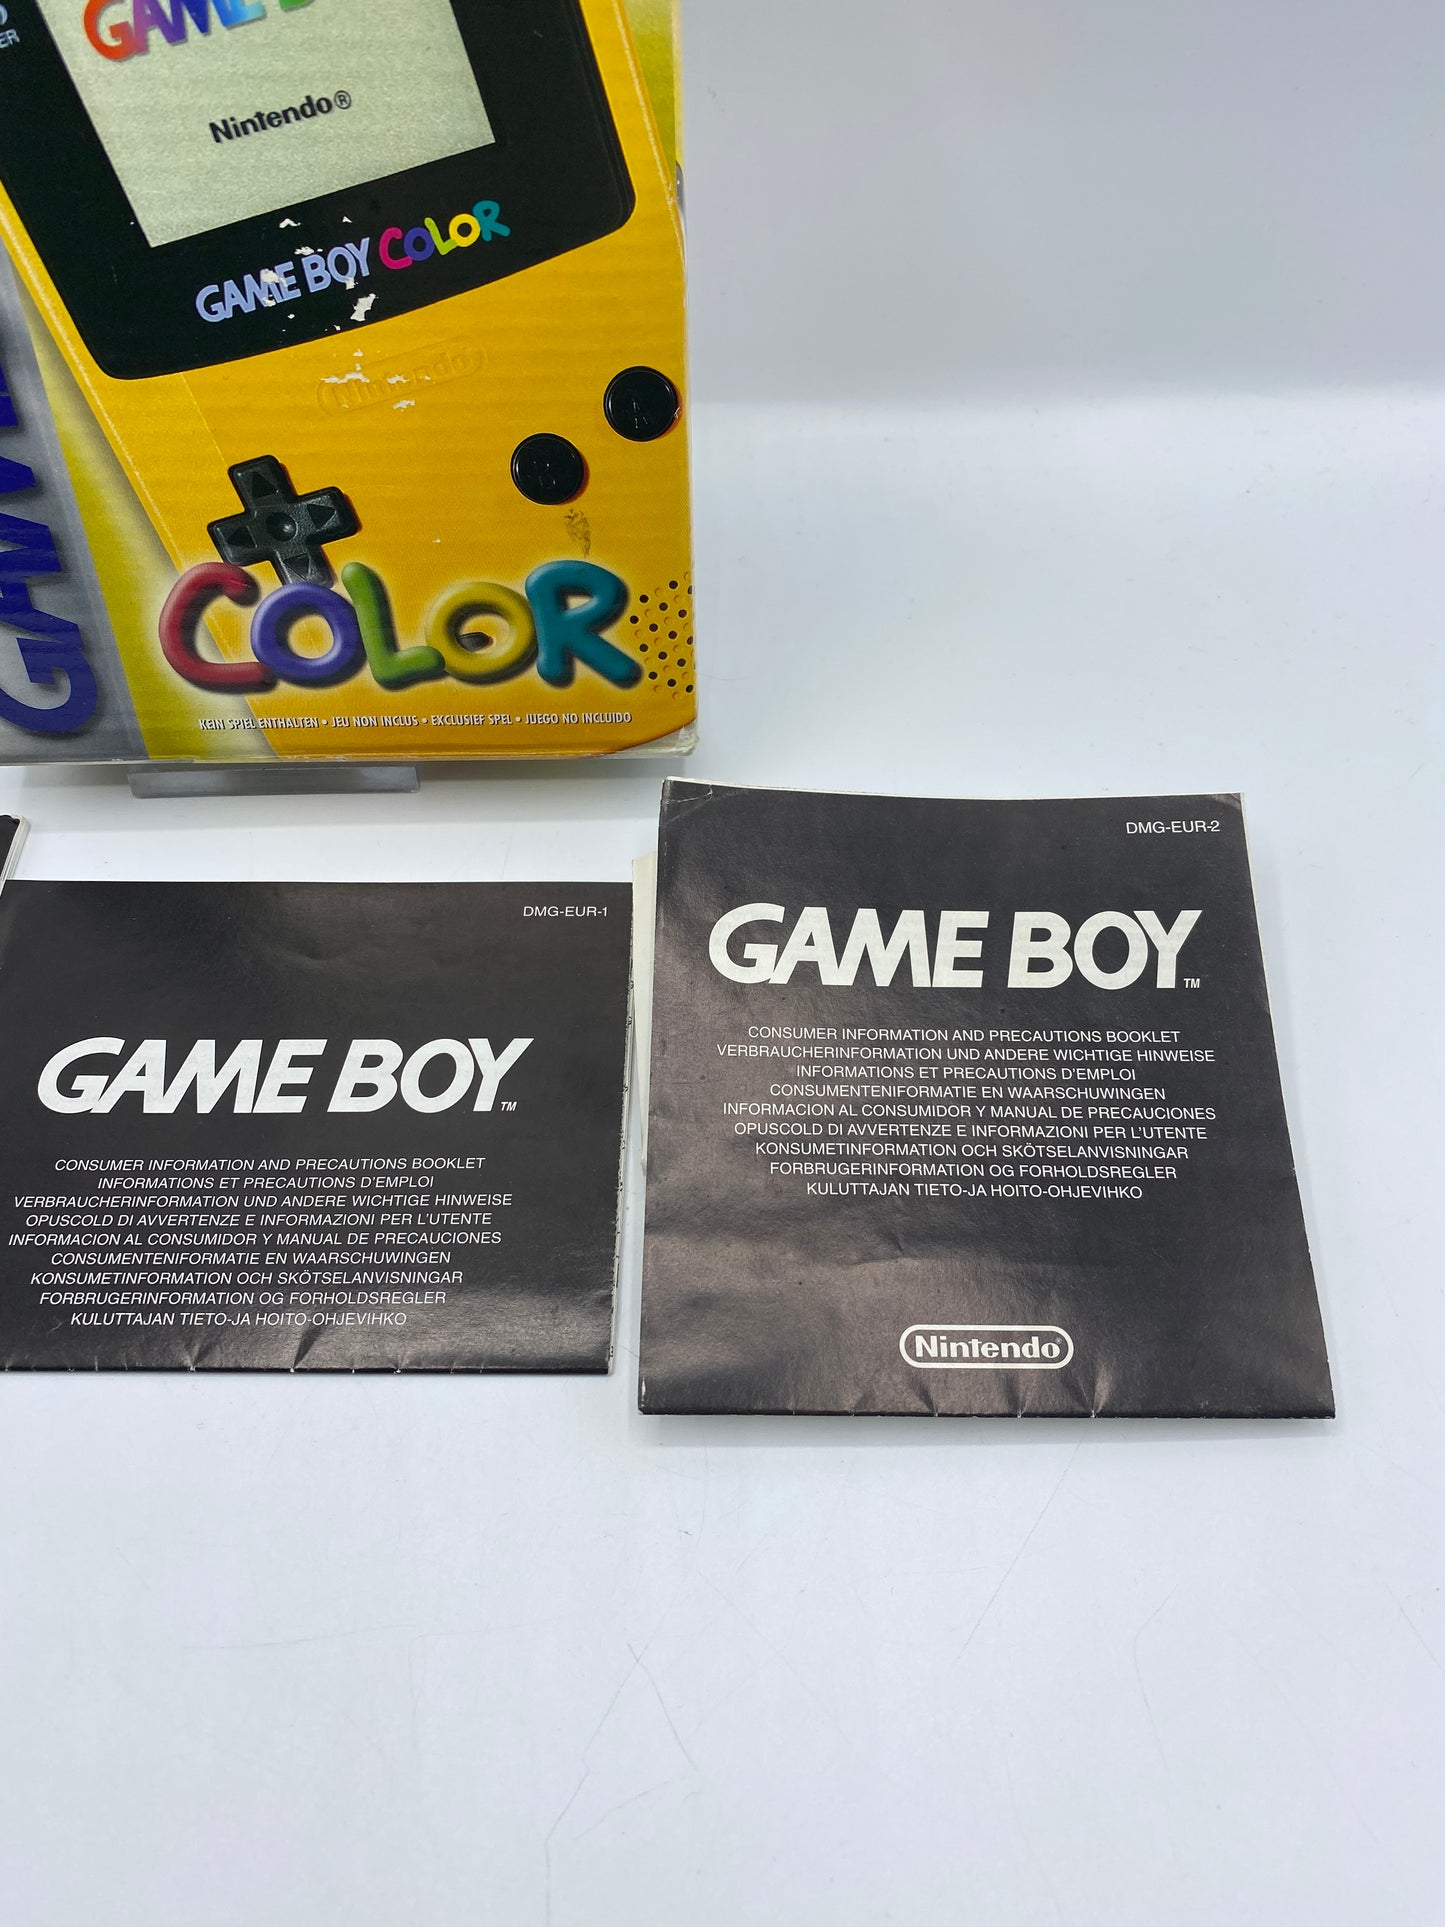 GAME B
Nintendo®
GAME BOY COLOR
Nintendo
A
B
COLOR
KEIN SPIEL ENTHALTEN • JEU NON INCLUS • EXCLUSIEF SPEL • JUEGO NO INCLUIDO
DMG-EUR-1
GAME BOY™
CONSUMER INFORMATION AND PRECAUTIONS BOOKLET
INFORMATIONS ET PRECAUTIONS D'EMPLOI
VERBRAUCHERINFORMATION UND ANDERE WICHTIGE HINWEISE
OPUSCOLD DI AVVERTENZE E INFORMAZIONI PER L'UTENTE
INFORMACION AL CONSUMIDOR Y MANUAL DE PRECAUCIONES
CONSUMENTENIFORMATIE EN WAARSCHUWINGEN
KONSUMETINFORMATION OCH SKÖTSELANVISNINGAR
FORBRUGERINFORMATION OG FORHOLDSREGLER
KULUTTAJAN TIETO-JA HOITO-OHJEVIHKO
DMG-EUR-2
GAME BOY™
CONSUMER INFORMATION AND PRECAUTIONS BOOKLET
VERBRAUCHERINFORMATION UND ANDERE WICHTIGE HINWEISE
INFORMATIONS ET PRECAUTIONS D'EMPLOI
CONSUMENTENIFORMATIE EN WAARSCHUWINGEN
INFORMACION AL CONSUMIDOR Y MANUAL DE PRECAUCIONES
OPUSCOLD DI AVVERTENZE E INFORMAZIONI PER L'UTENTE
KONSUMETINFORMATION OCH SKÖTSELANVISNINGAR
FORBRUGERINFORMATION OG FORHOLDSREGLER
KULUTTAJAN TIETO-JA HOITO-OHJEVIHKO
Nintendo®